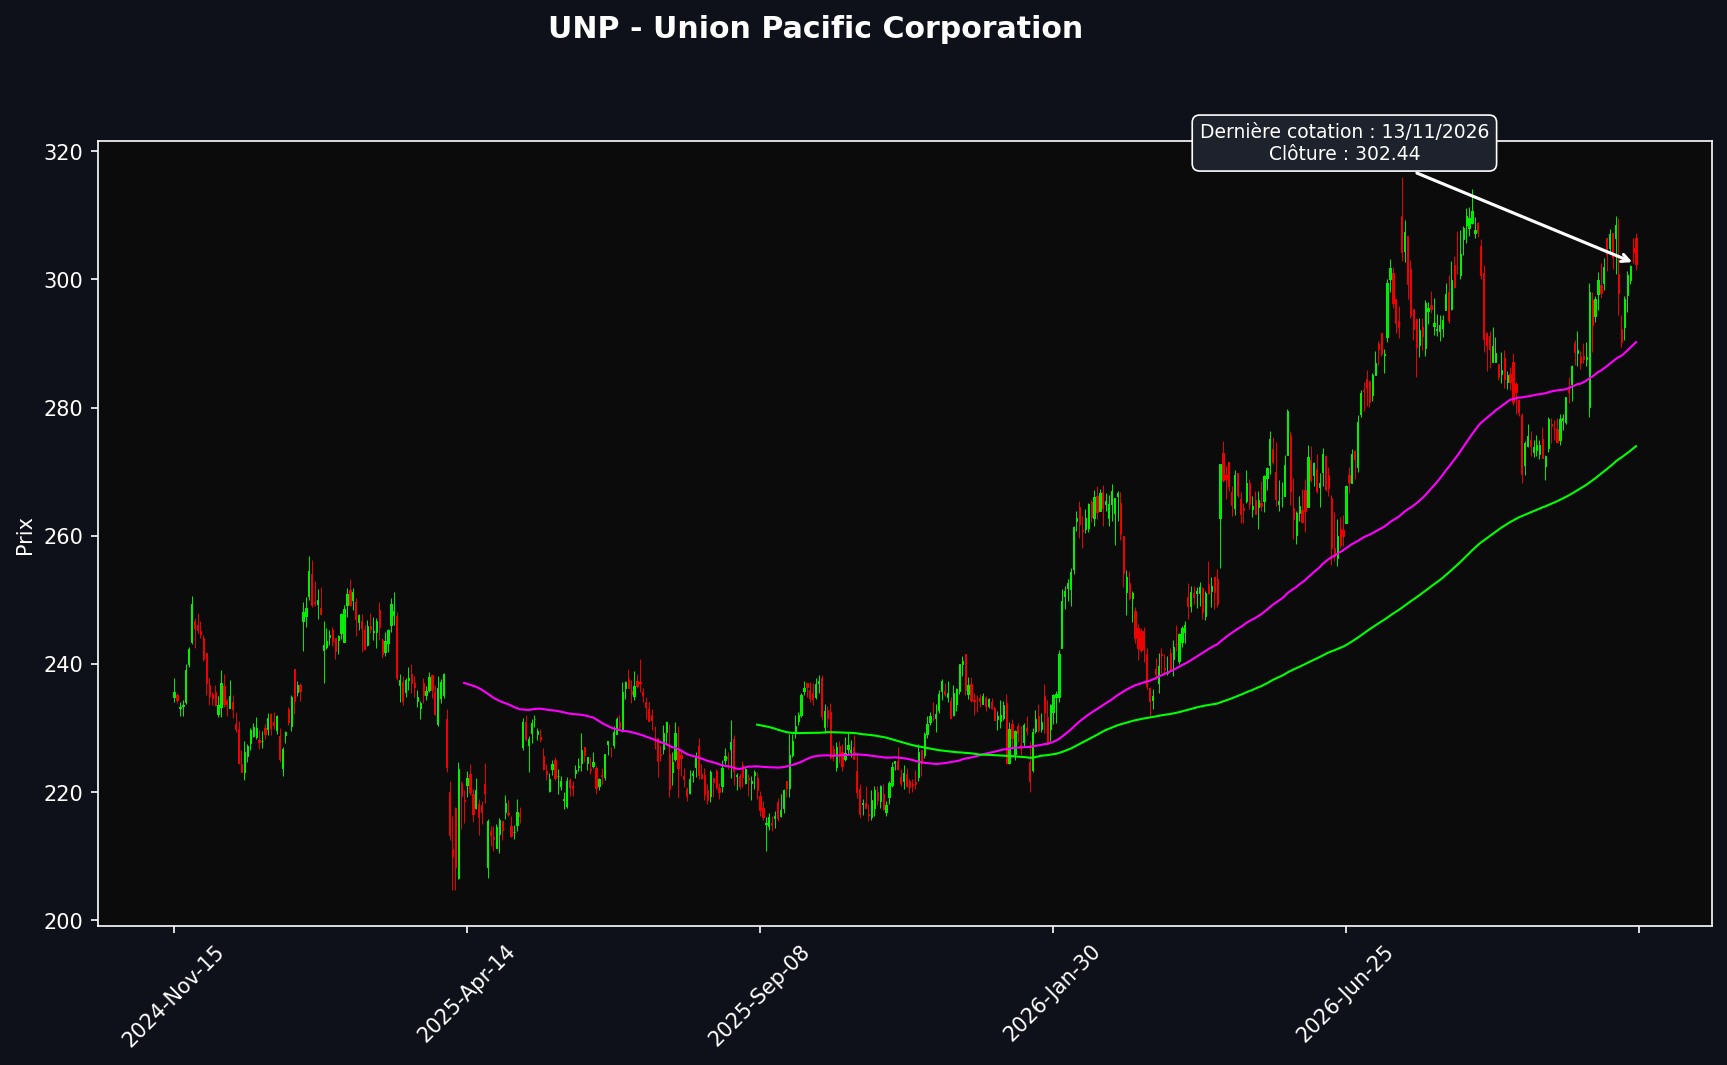 UNP - Union Pacific Corporation
Dernière cotation : 13/11/2026
Clôture : 302.44
320
300
280
260
240
220
200
Prix
2024-Nov-15
2025-Apr-14
2025-Sep-08
2026-Jan-30
2026-Jun-25